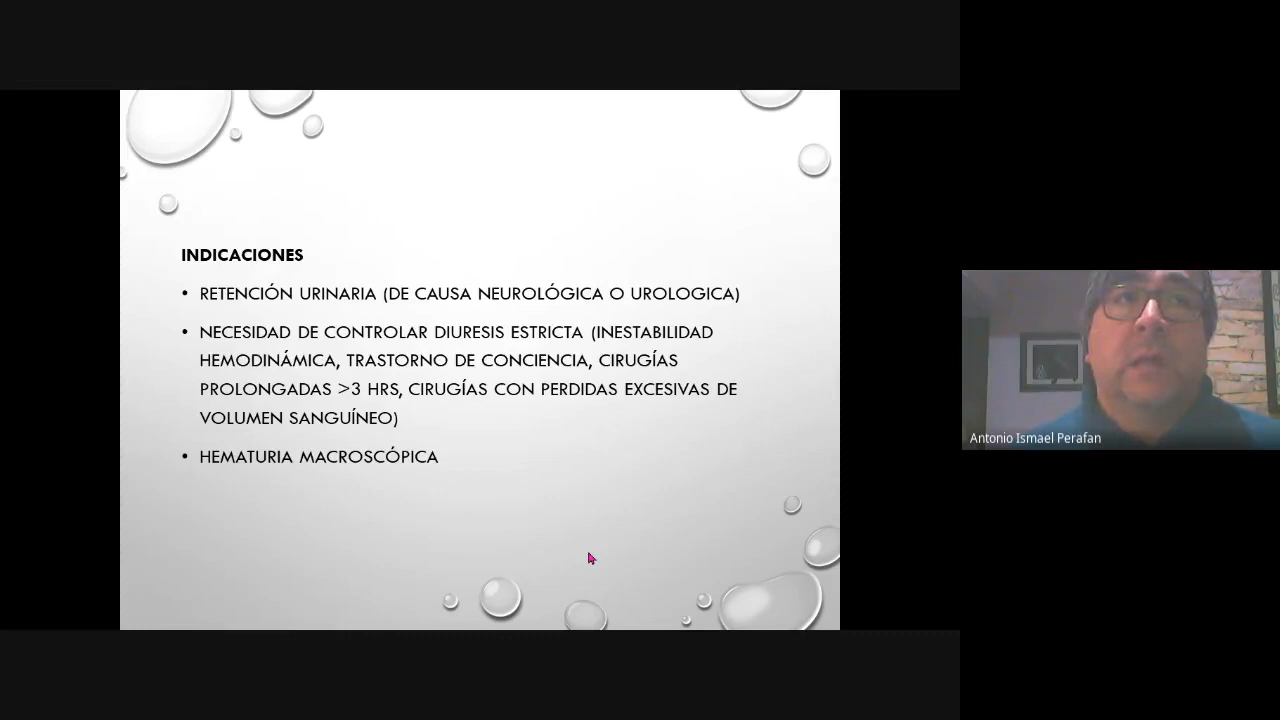 INDICACIONES
• RETENCIÓN URINARIA (DE CAUSA NEUROLÓGICA O UROLOGICA)
• NECESIDAD DE CONTROLAR DIURESIS ESTRICTA (INESTABILIDAD
HEMODINÁMICA, TRASTORNO DE CONCIENCIA, CIRUGÍAS
PROLONGADAS >3 HRS, CIRUGÍAS CON PERDIDAS EXCESIVAS DE
VOLUMEN SANGUÍNEO)
• HEMATURIA MACROSCÓPICA
Antonio Ismael Perafan